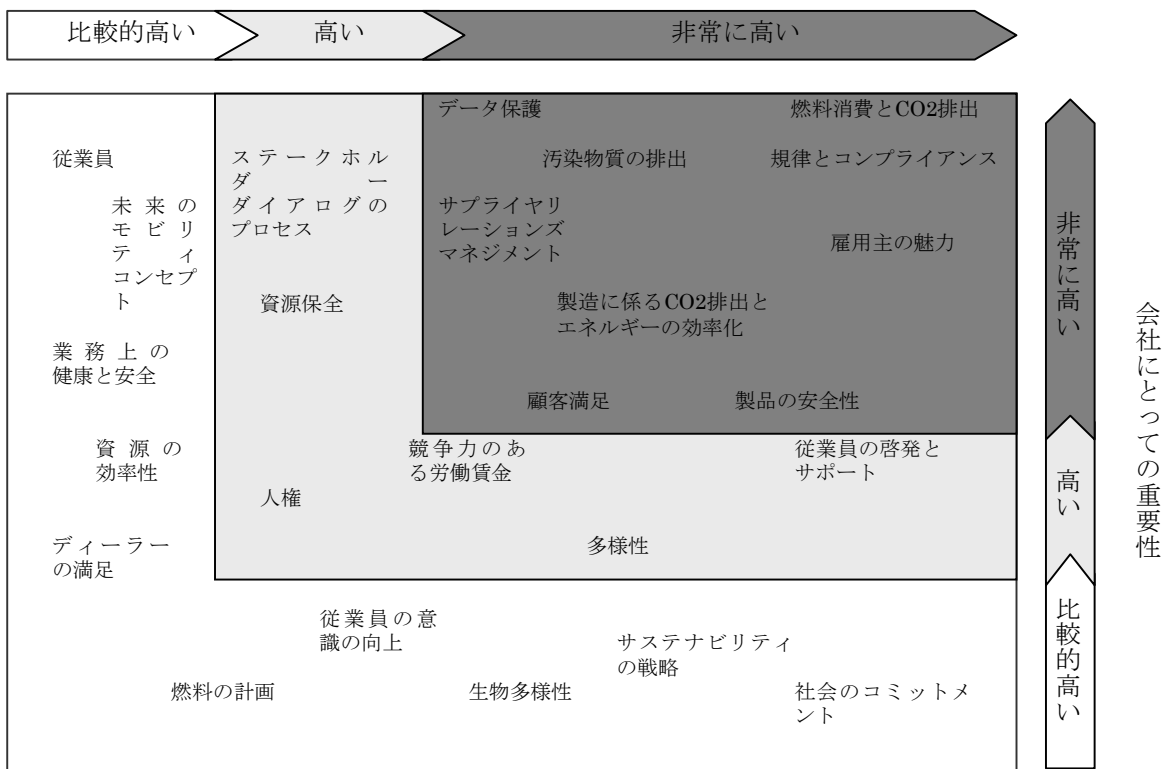 比較的高い
高い
非常に高い
データ保護
燃料消費とCO2排出
従業員
ステークホル
ダー
ダイアログの
プロセス
汚染物質の排出
規律とコンプライアンス
未来の
モビリ
ティ
コンセプ
ト
サプライヤリ
レーションズ
マネジメント
雇用主の魅力
資源保全
製造に係るCO2排出と
エネルギーの効率化
業務上の
健康と安全
顧客満足
製品の安全性
資源の
効率性
競争力のあ
る労働賃金
従業員の啓発と
サポート
人権
ディーラー
の満足
多様性
従業員の意
識の向上
サステナビリティ
の戦略
燃料の計画
生物多様性
社会のコミットメ
ント
非常に高い
高い
比較的高い
会社にとっての重要性